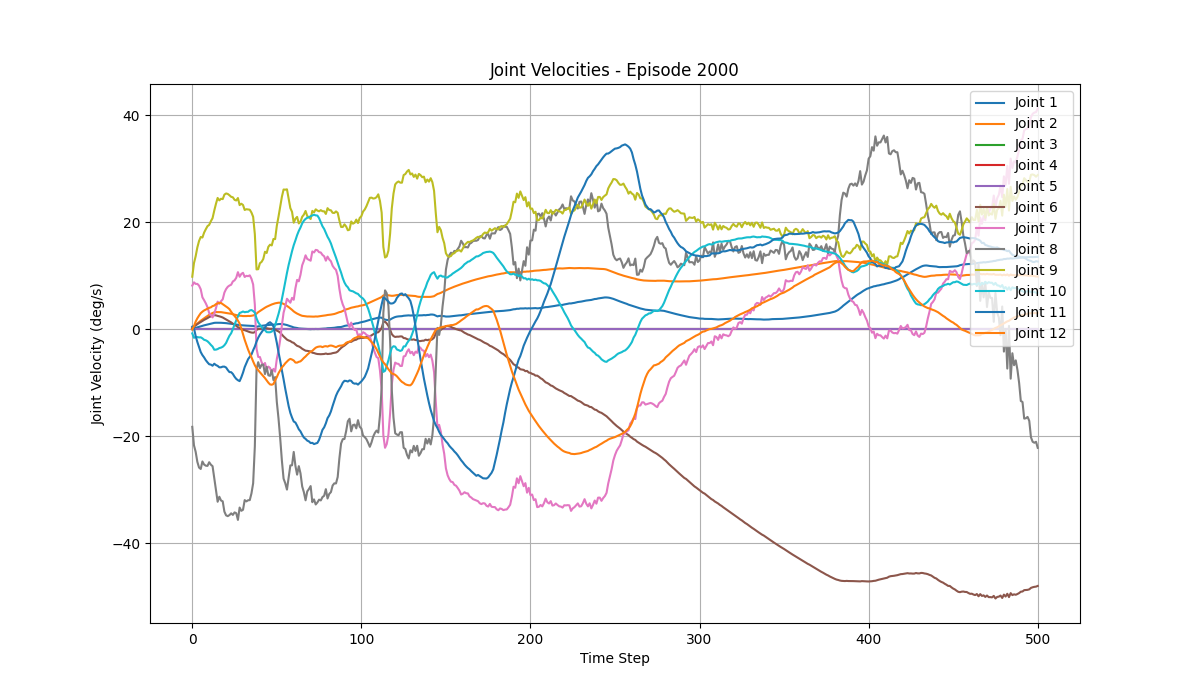 Joint Velocities - Episode 2000
Joint Velocity (deg/s)
40
20
0
−20
−40
0
100
200
300
400
500
Time Step
Joint 1
Joint 2
Joint 3
Joint 4
Joint 5
Joint 6
Joint 7
Joint 8
Joint 9
Joint 10
Joint 11
Joint 12